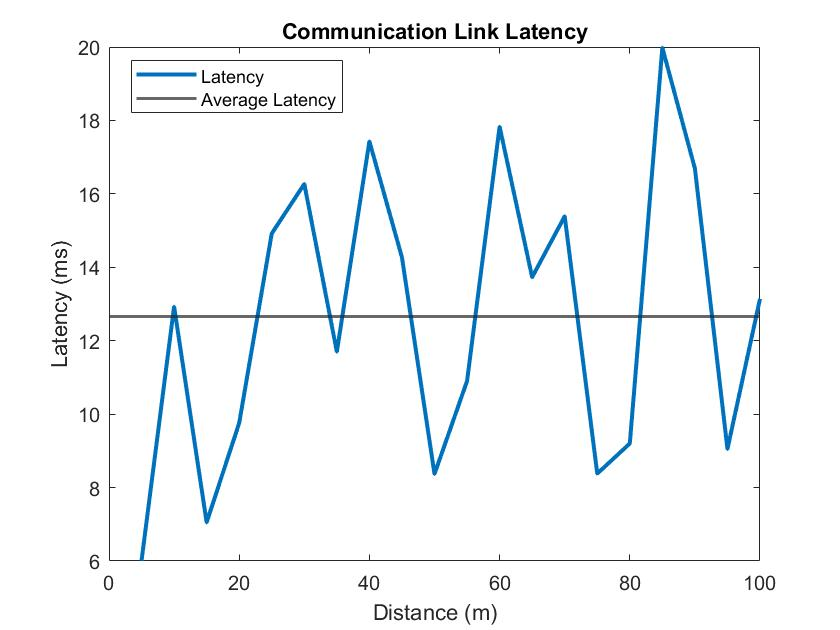 Communication Link Latency
Latency
Average Latency
20
18
16
14
12
10
8
6
Latency (ms)
0 20 40 60 80 100
Distance (m)